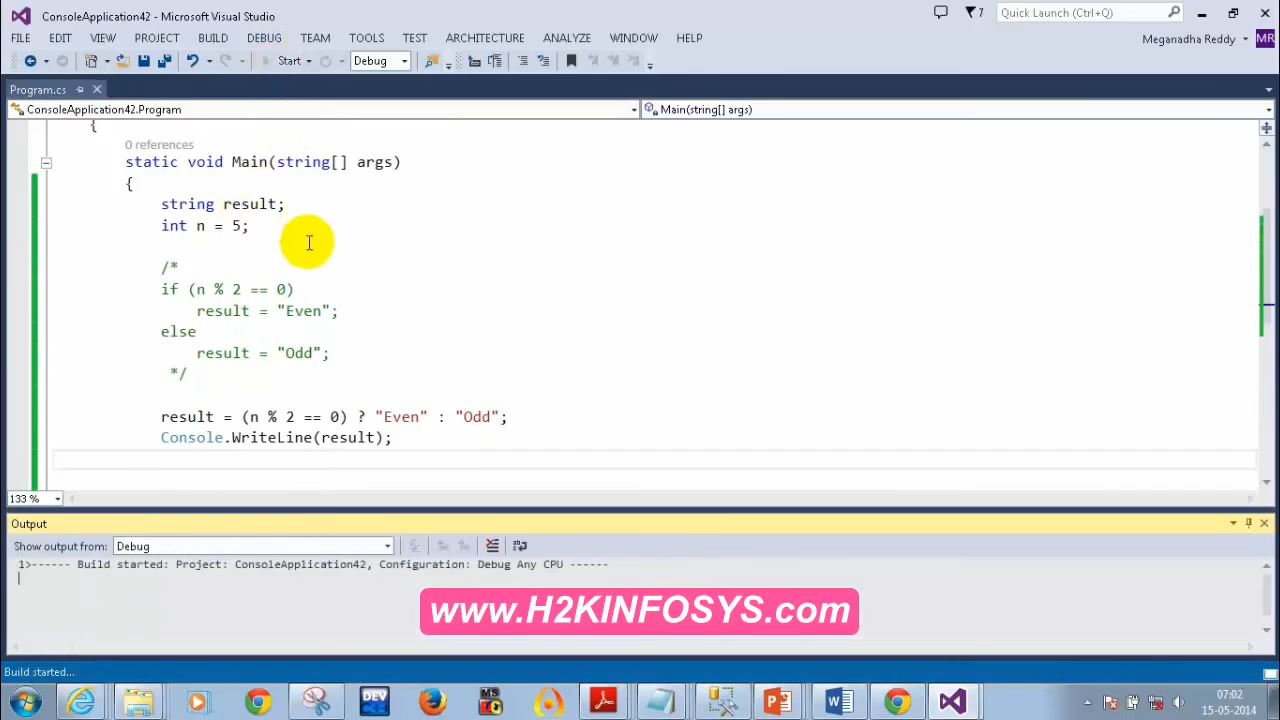 ConsoleApplication42 - Microsoft Visual Studio
7
Quick Launch (Ctrl+Q)
FILE EDIT VIEW PROJECT BUILD DEBUG TEAM TOOLS TEST ARCHITECTURE ANALYZE WINDOW HELP
Meganadha Reddy MR
Start Debug
Program.cs
ConsoleApplication42.Program Main(string[] args)
{
0 references
static void Main(string[] args)
{
string result;
int n = 5;
/*
if (n % 2 == 0)
result = "Even";
else
result = "Odd";
*/
result = (n % 2 == 0) ? "Even" : "Odd";
Console.WriteLine(result);
133 %
Output
Show output from: Debug
1>------ Build started: Project: ConsoleApplication42, Configuration: Debug Any CPU ------
www.H2KINFOSYS.com
Build started...
DEV
MS
07:02
15-05-2014